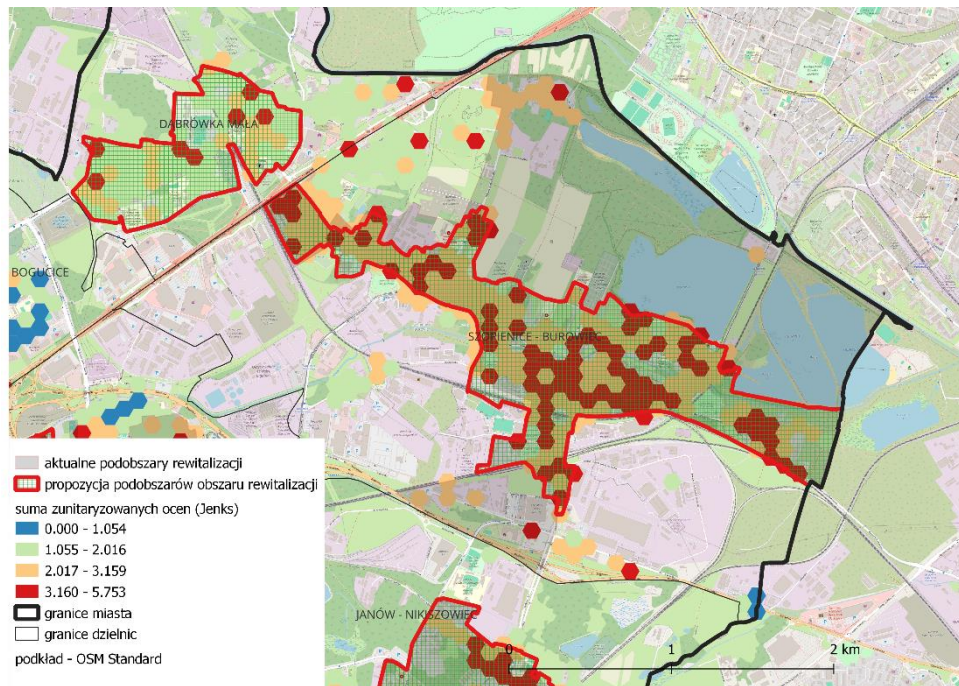 DĄBRÓWKA MAŁA
BOGUCICE
SZOPIENICE - BUROWIEC
JANÓW - NIKISZOWIEC
aktualne podobszary rewitalizacji
propozycja podobszarów obszaru rewitalizacji
suma zunitaryzowanych ocen (Jenks)
0.000 - 1.054
1.055 - 2.016
2.017 - 3.159
3.160 - 5.753
granice miasta
granice dzielnic
podkład - OSM Standard
0 1 2 km